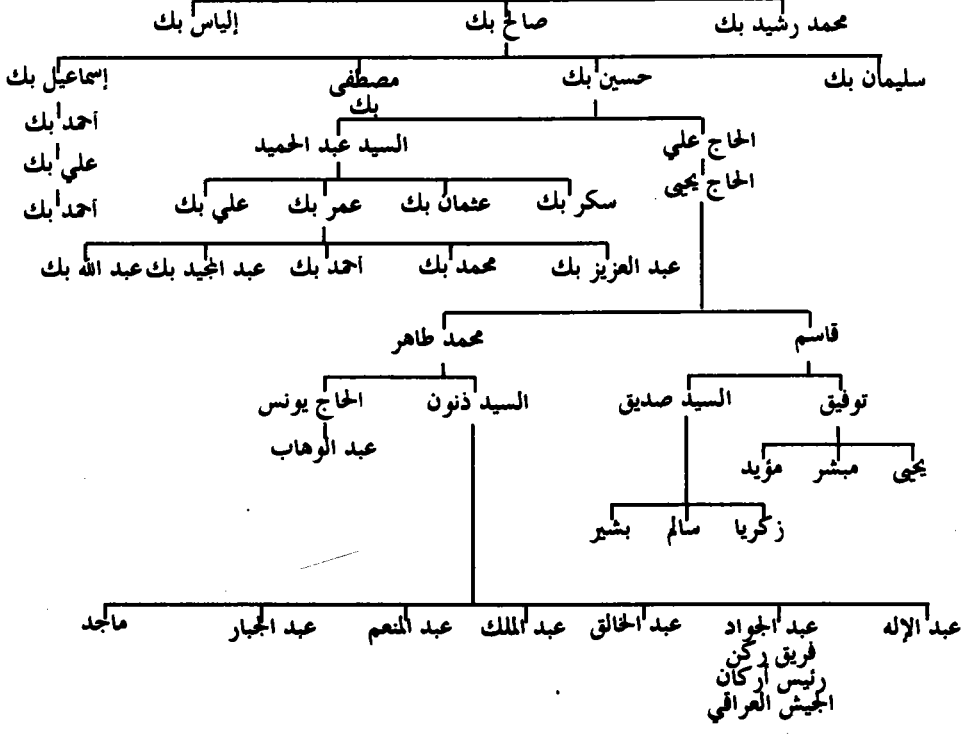 محمد رشيد بك صالح بك إلياس بك
سليمان بك حسين بك مصطفى إسماعيل بك
بك
أحمد بك
الحاج علي السيد عبد الحميد
علي بك
الحاج يحيى
سكر بك عثمان بك عمر بك علي بك أحمد بك
عبد العزيز بك محمد بك أحمد بك عبد المجيد بك عبد الله بك
قاسم محمد طاهر
توفيق السيد صديق السيد ذنون الحاج يونس
عبد الوهاب
يحيى مبشر مؤيد
زكريا سالم بشير
عبد الإله عبد الجواد عبد الخالق عبد الملك عبد المنعم عبد الجبار ماجد
فريق ركن
رئيس أركان
الجيش العراقي